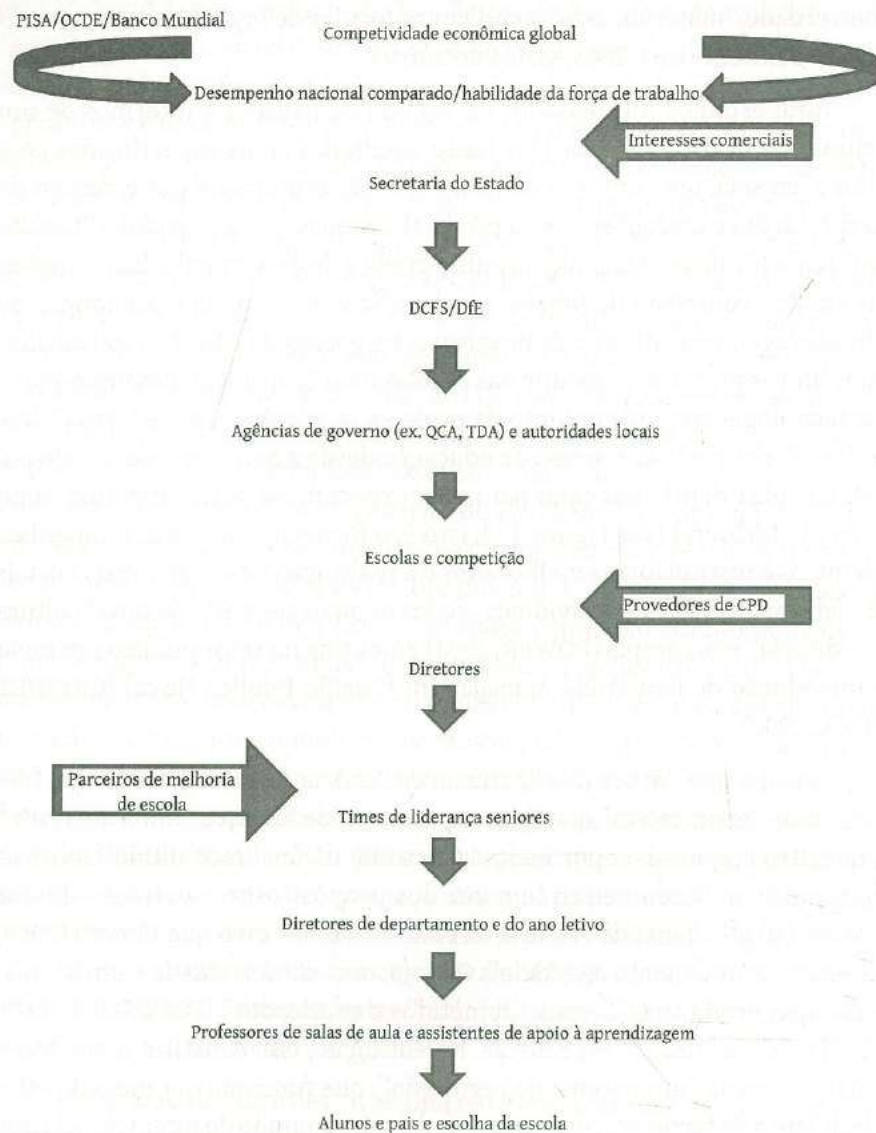 PISA/OCDE/Banco Mundial
Competividade econômica global
Desempenho nacional comparado/habilidade da força de trabalho
Interesses comerciais
Secretaria do Estado
DCFS/DfE
Agências de governo (ex. QCA, TDA) e autoridades locais
Escolas e competição
Provedores de CPD
Diretores
Parceiros de melhoria
de escola
Times de liderança seniores
Diretores de departamento e do ano letivo
Professores de salas de aula e assistentes de apoio à aprendizagem
Alunos e pais e escolha da escola